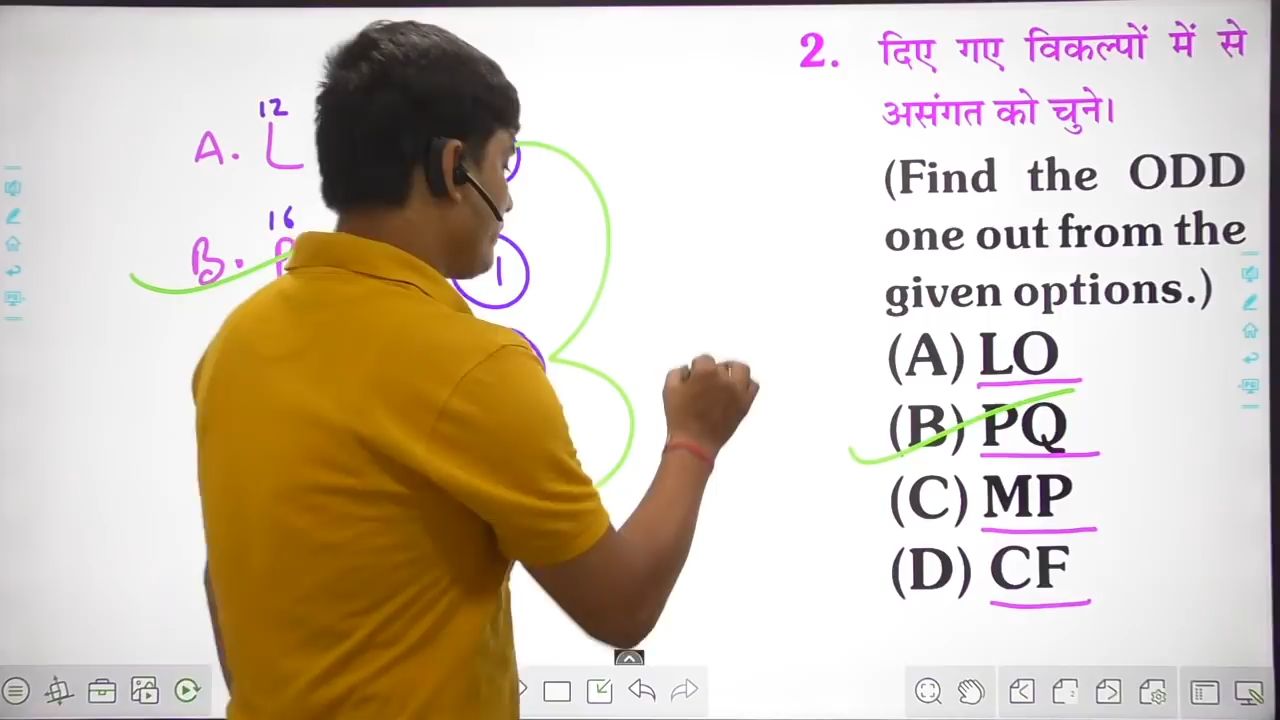 2. दिए गए विकल्पों में से
असंगत को चुने।
(Find the ODD
one out from the
given options.)
(A) LO
(B) PQ
(C) MP
(D) CF
12
A. L
16
B. P
1